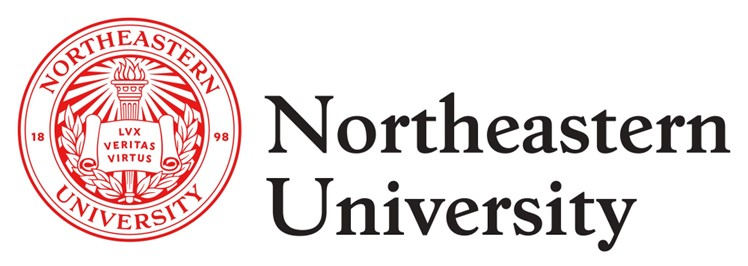 NORTHEASTERN
18 98
LVX
VERITAS
VIRTUS
UNIVERSITY
Northeastern
University